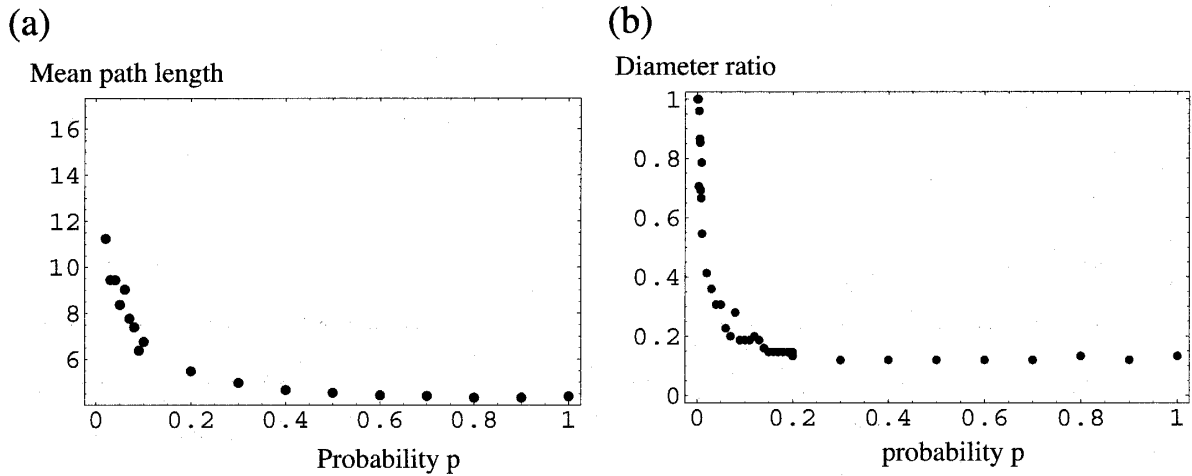 (a)
Mean path length
16
14
12
10
8
6
0 0.2 0.4 0.6 0.8 1
Probability p
(b)
Diameter ratio
1
0.8
0.6
0.4
0.2
0
0 0.2 0.4 0.6 0.8 1
probability p